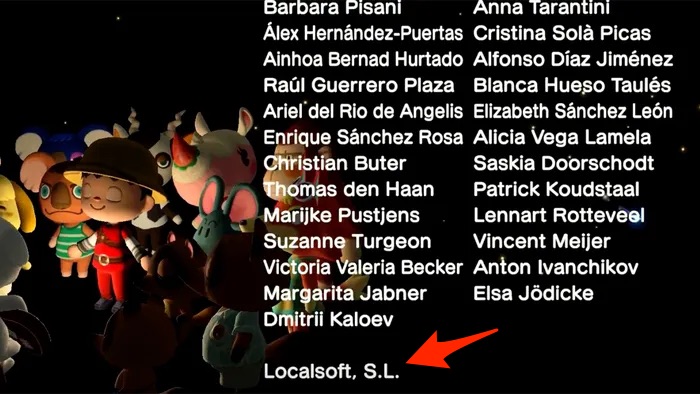 Barbara Pisani Anna Tarantini
Álex Hernández-Puertas Cristina Solà Picas
Ainhoa Bernad Hurtado Alfonso Díaz Jiménez
Raúl Guerrero Plaza Blanca Hueso Taulés
Ariel del Rio de Angelis Elizabeth Sánchez León
Enrique Sánchez Rosa Alicia Vega Lamela
Christian Buter Saskia Doorschodt
Thomas den Haan Patrick Koudstaal
Marijke Pustjens Lennart Rotteveel
Suzanne Turgeon Vincent Meijer
Victoria Valeria Becker Anton Ivanchikov
Margarita Jabner Elsa Jödicke
Dmitrii Kaloev
Localsoft, S.L.